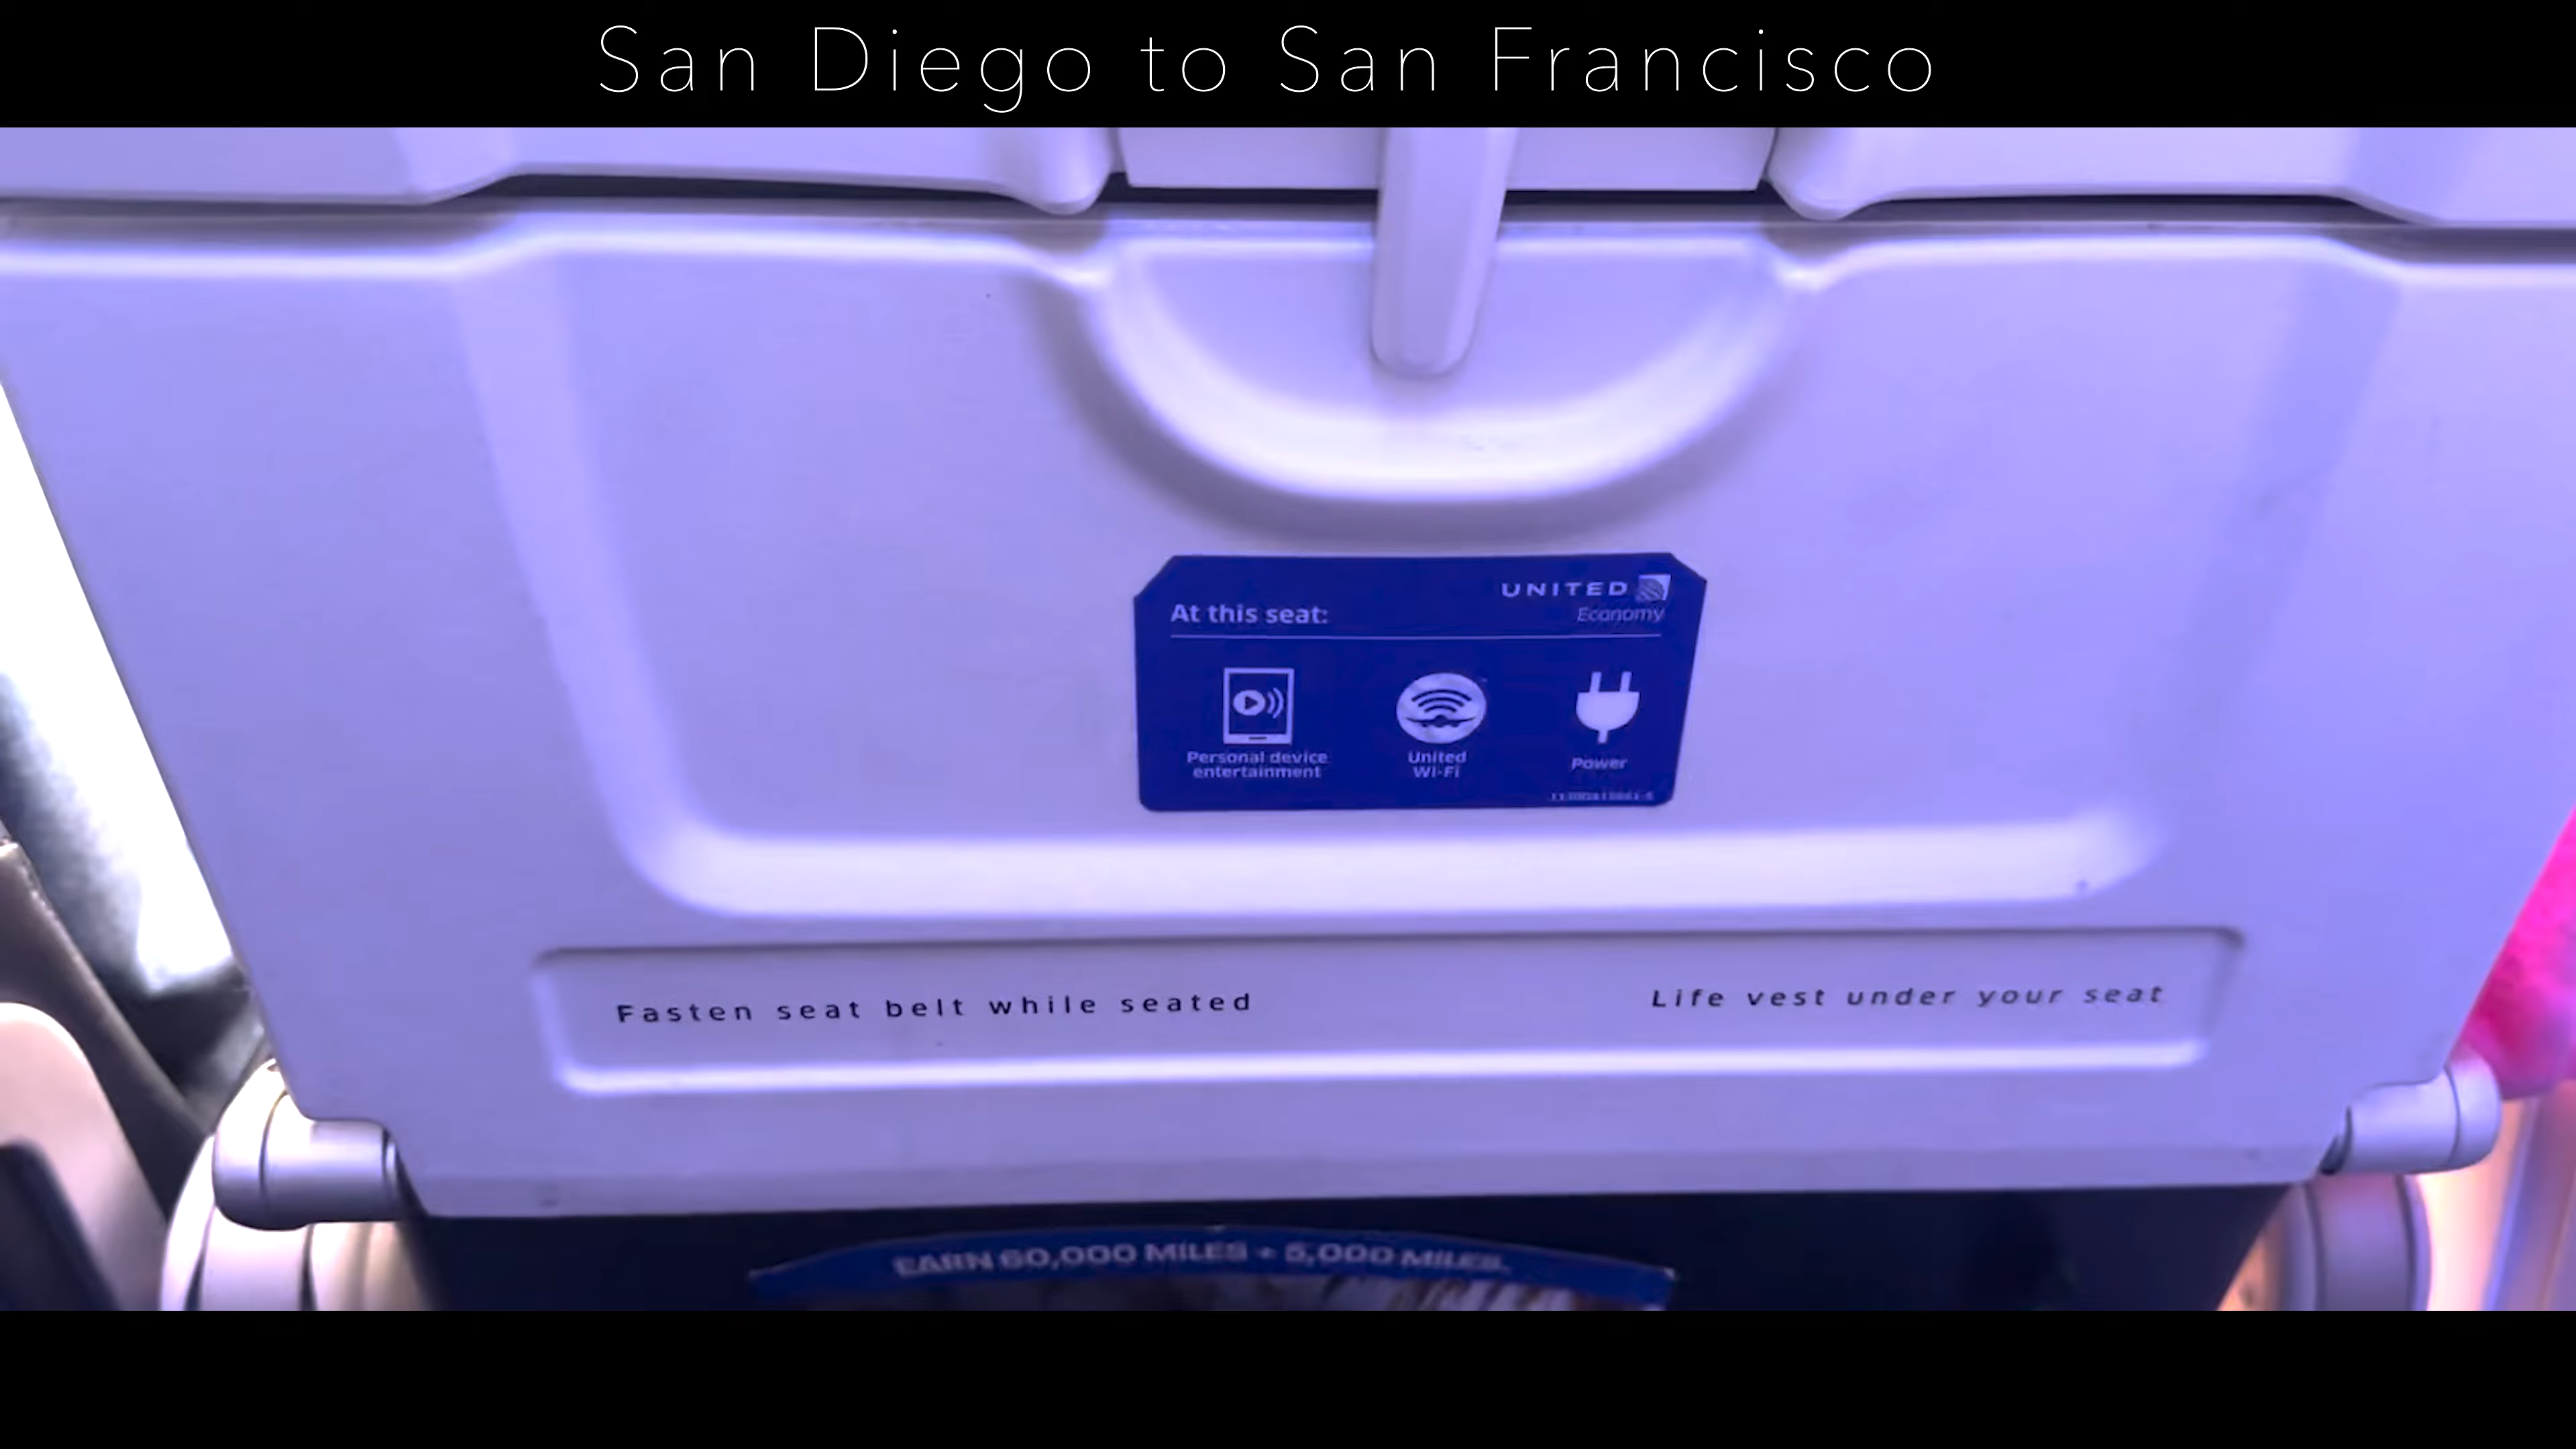 San Diego to San Francisco
UNITED
Economy
At this seat:
Personal device
entertainment
United
Wi-Fi
Power
Fasten seat belt while seated
Life vest under your seat
EARN 60,000 MILES + 5,000 MILES.